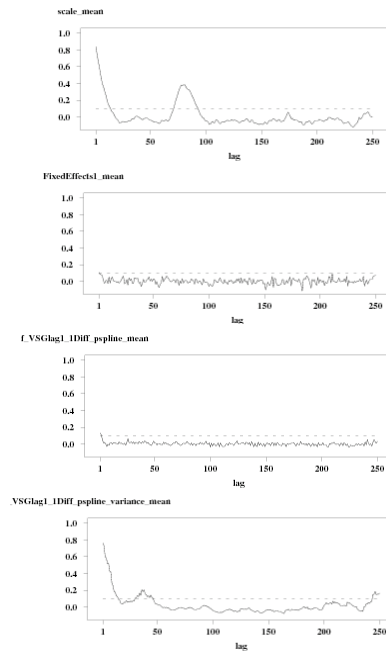 scale_mean
1.0
0.8
0.6
0.4
0.2
0.0
1 50 100 150 200 250
lag
FixedEffects1_mean
1.0
0.8
0.6
0.4
0.2
0.0
1 50 100 150 200 250
lag
f_VSGlag1_1Diff_pspline_mean
1.0
0.8
0.6
0.4
0.2
0.0
1 50 100 150 200 250
lag
_VSGlag1_1Diff_pspline_variance_mean
1.0
0.8
0.6
0.4
0.2
0.0
1 50 100 150 200 250
lag